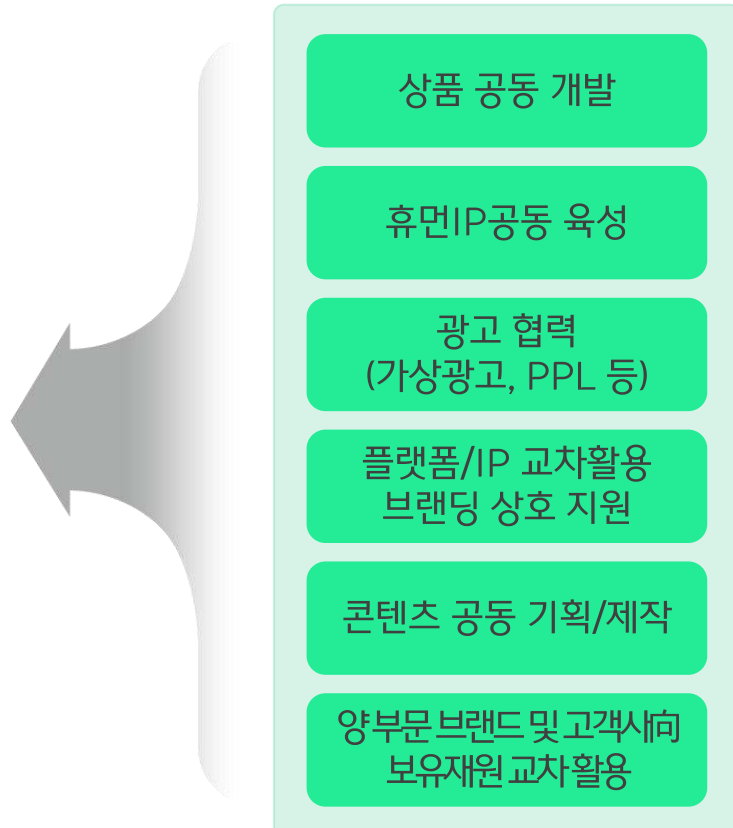 상품 공동 개발
휴먼IP공동 육성
광고 협력
(가상광고, PPL 등)
플랫폼/IP 교차활용
브랜딩 상호 지원
콘텐츠 공동 기획/제작
양 부문 브랜드 및 고객사向
보유재원 교차 활용